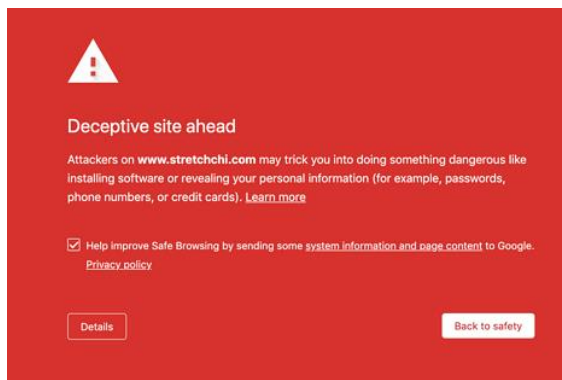 Deceptive site ahead
Attackers on www.stretchchi.com may trick you into doing something dangerous like
installing software or revealing your personal information (for example, passwords,
phone numbers, or credit cards). Learn more
Help improve Safe Browsing by sending some system information and page content to Google.
Privacy policy
Details
Back to safety